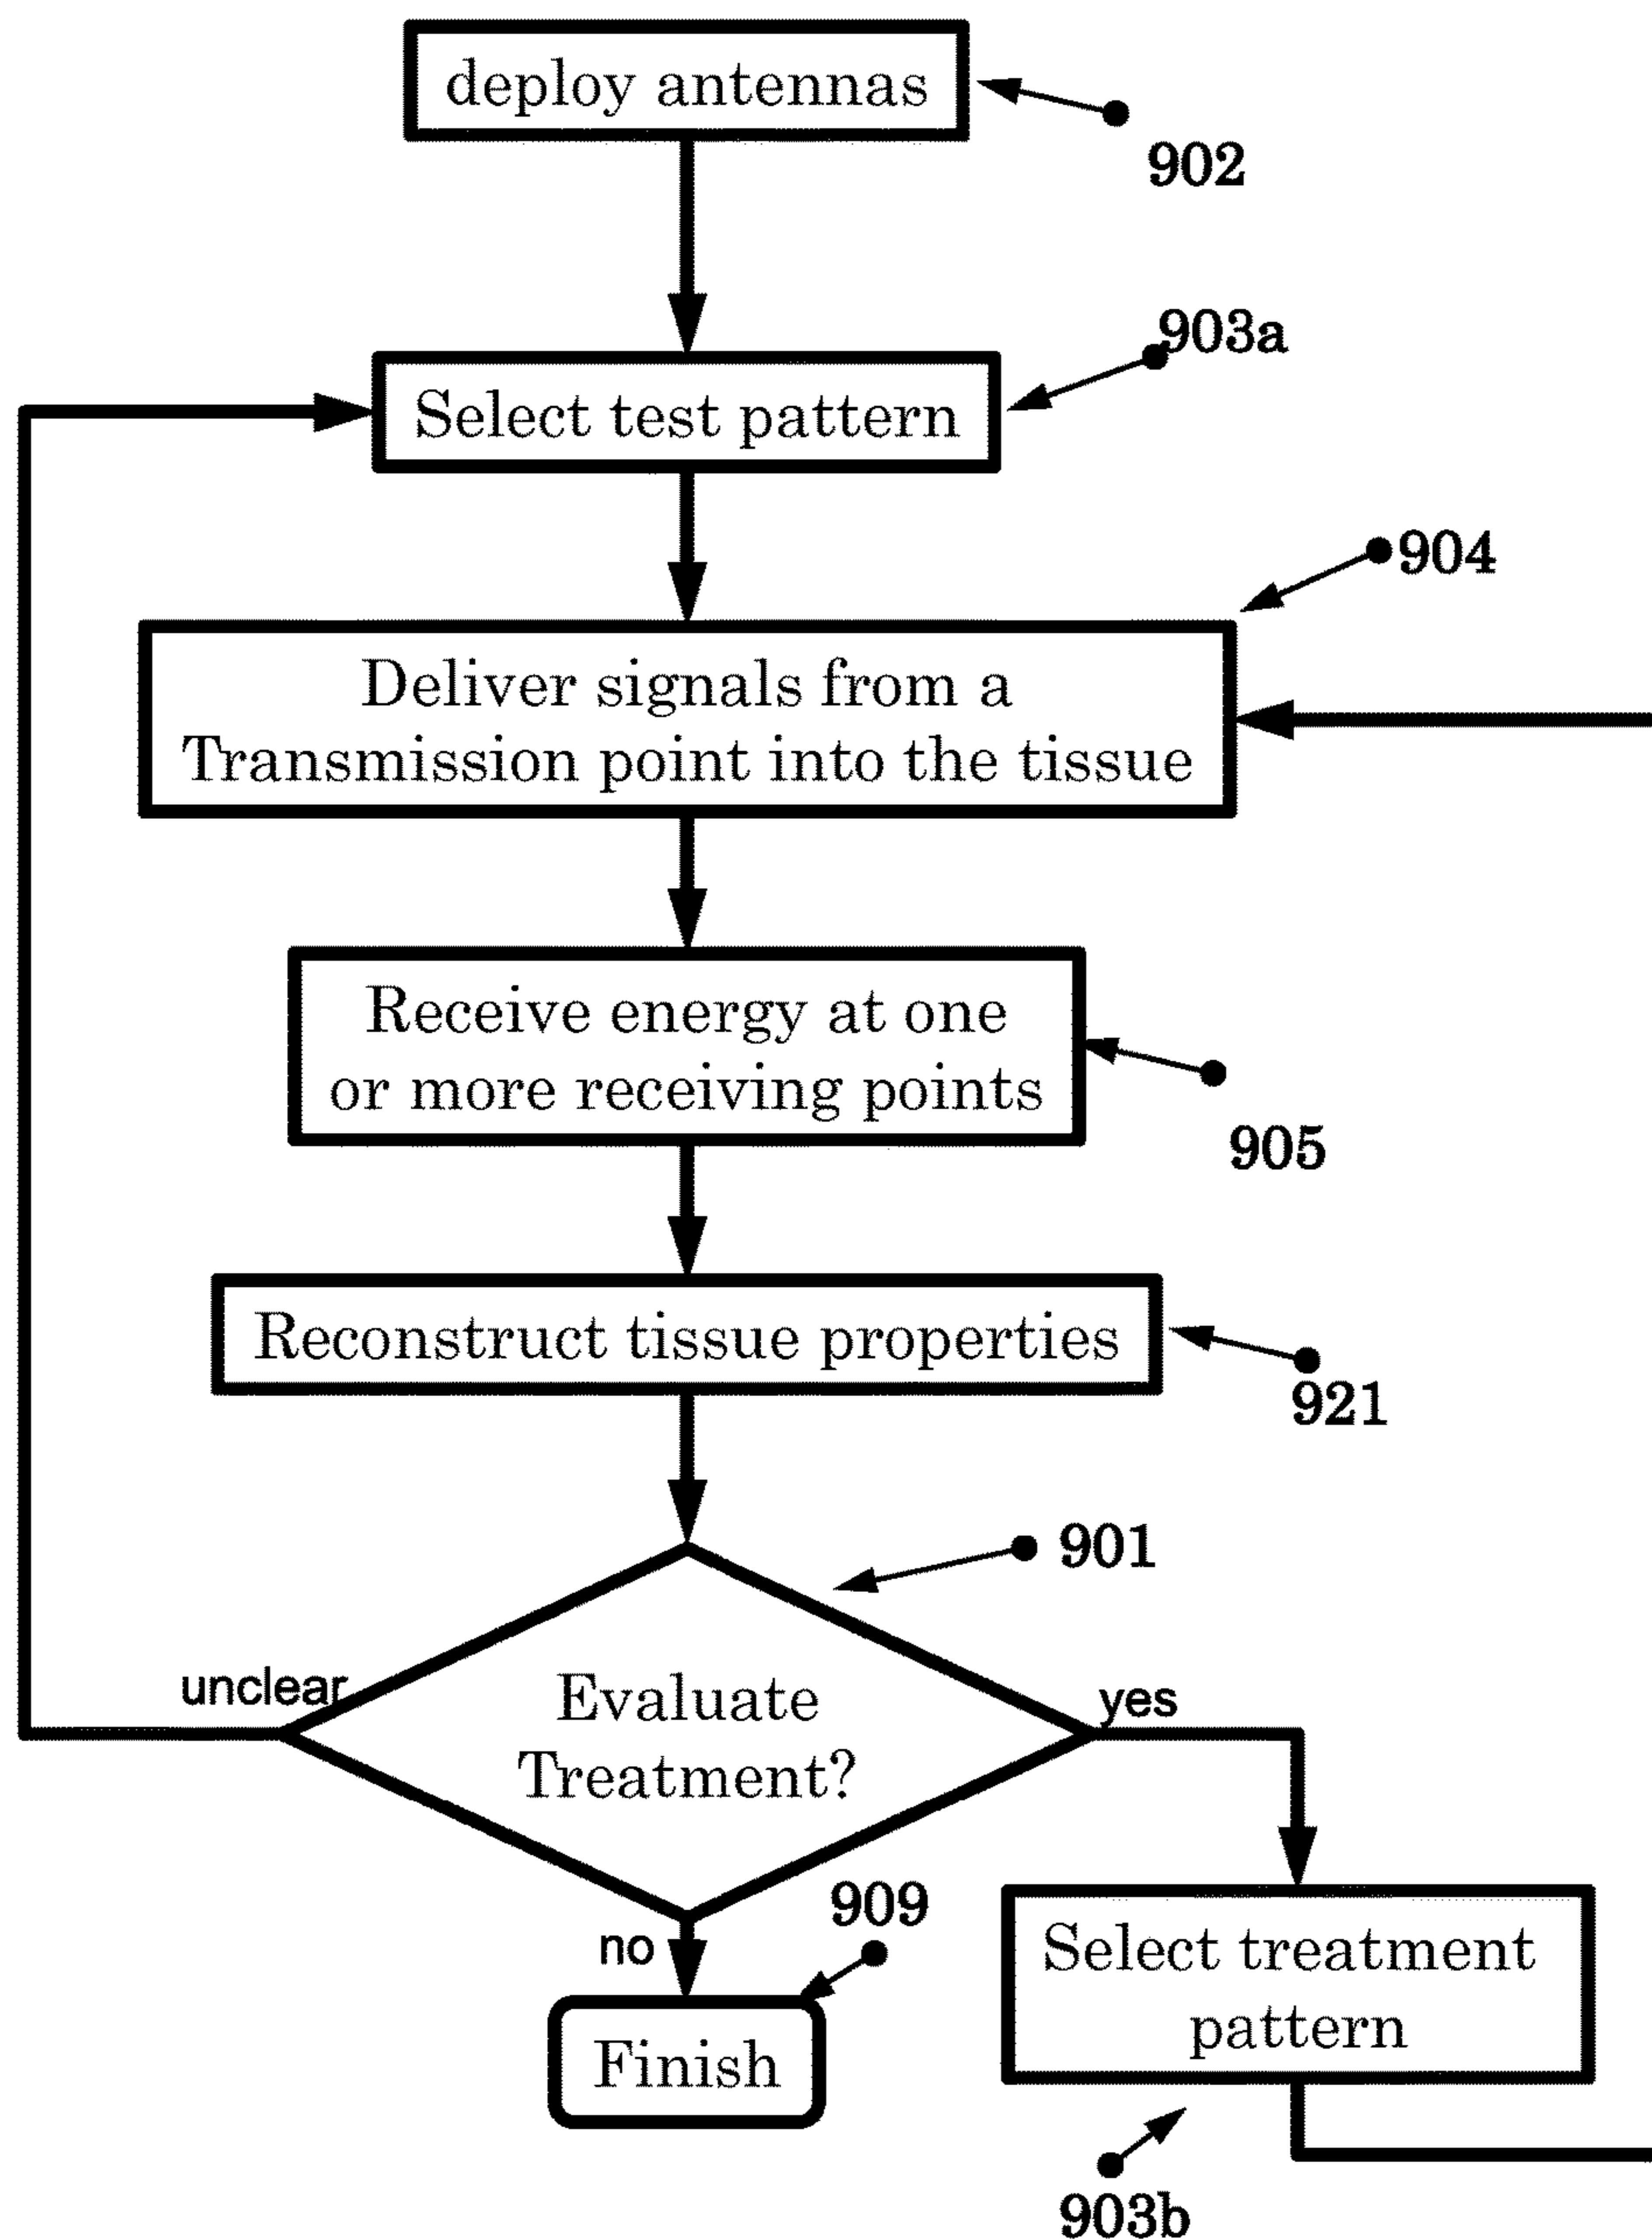 deploy antennas
902
903a
Select test pattern
904
Deliver signals from a
Transmission point into the tissue
Receive energy at one
or more receiving points
905
Reconstruct tissue properties
921
901
unclear
Evaluate
Treatment?
yes
909
no
Finish
Select treatment
pattern
903b